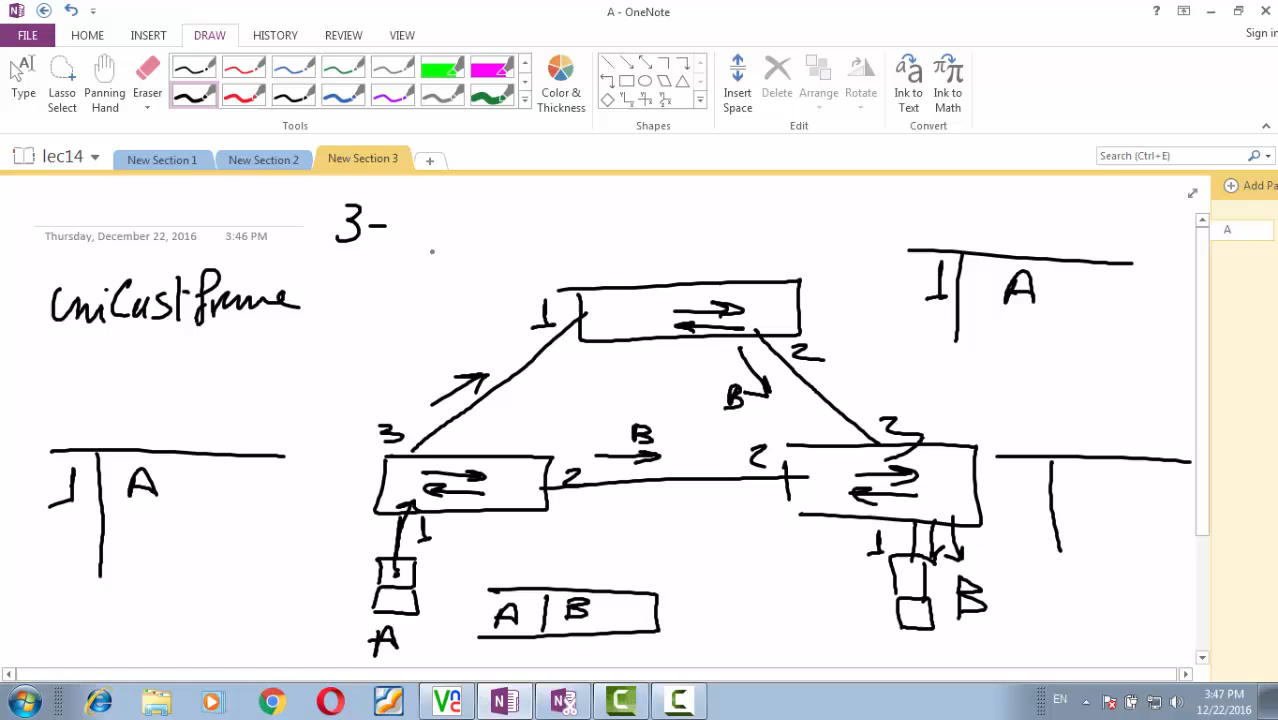 A - OneNote
Sign in
FILE HOME INSERT DRAW HISTORY REVIEW VIEW
Type
Lasso Select
Panning Hand
Eraser
Color & Thickness
Insert Space
Delete
Arrange
Rotate
Ink to Text
Ink to Math
Tools
Shapes
Edit
Convert
lec14
New Section 1
New Section 2
New Section 3
Search (Ctrl+E)
Add Pa
A
Thursday, December 22, 2016 3:46 PM
3-
uniCast frame
1 A
1
2
B
3
B
2
2
2
1 A
1
1
A B
B
A
EN
3:47 PM
12/22/2016